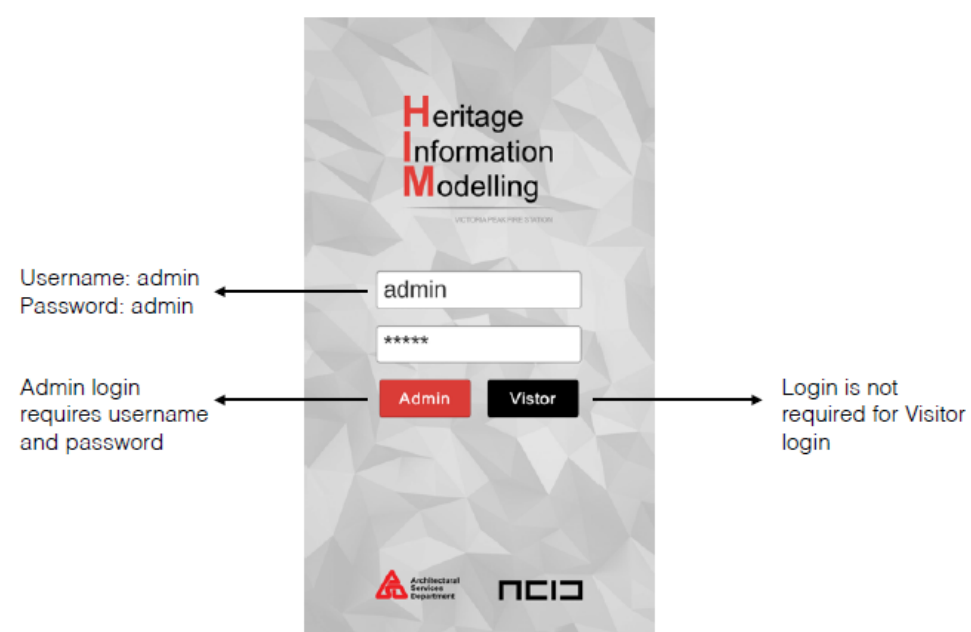 Heritage
Information
Modelling
VICTORIA PEAK FIRE STATION
Username: admin
Password: admin
admin
*****
Admin login
requires username
and password
Admin
Vistor
Login is not
required for Visitor
login
Architectural
Services
Department